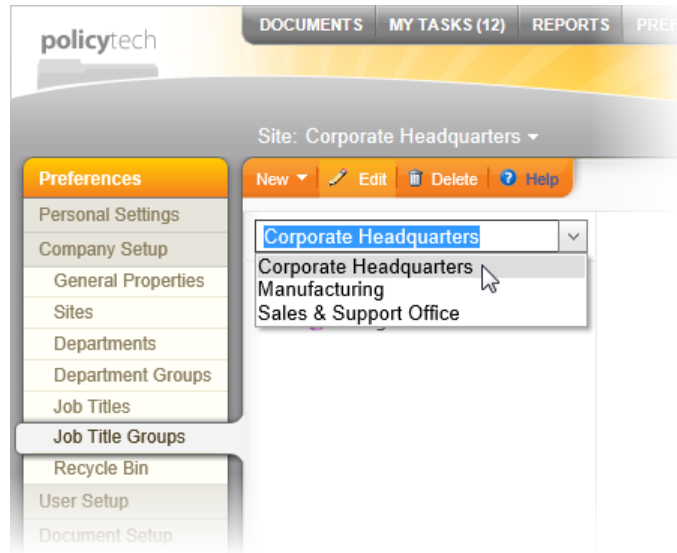 policytech
DOCUMENTS MY TASKS (12) REPORTS PREF
Site: Corporate Headquarters
Preferences
New Edit Delete Help
Personal Settings
Company Setup
General Properties
Sites
Departments
Department Groups
Job Titles
Job Title Groups
Recycle Bin
User Setup
Document Setup
Corporate Headquarters
Corporate Headquarters
Manufacturing
Sales & Support Office